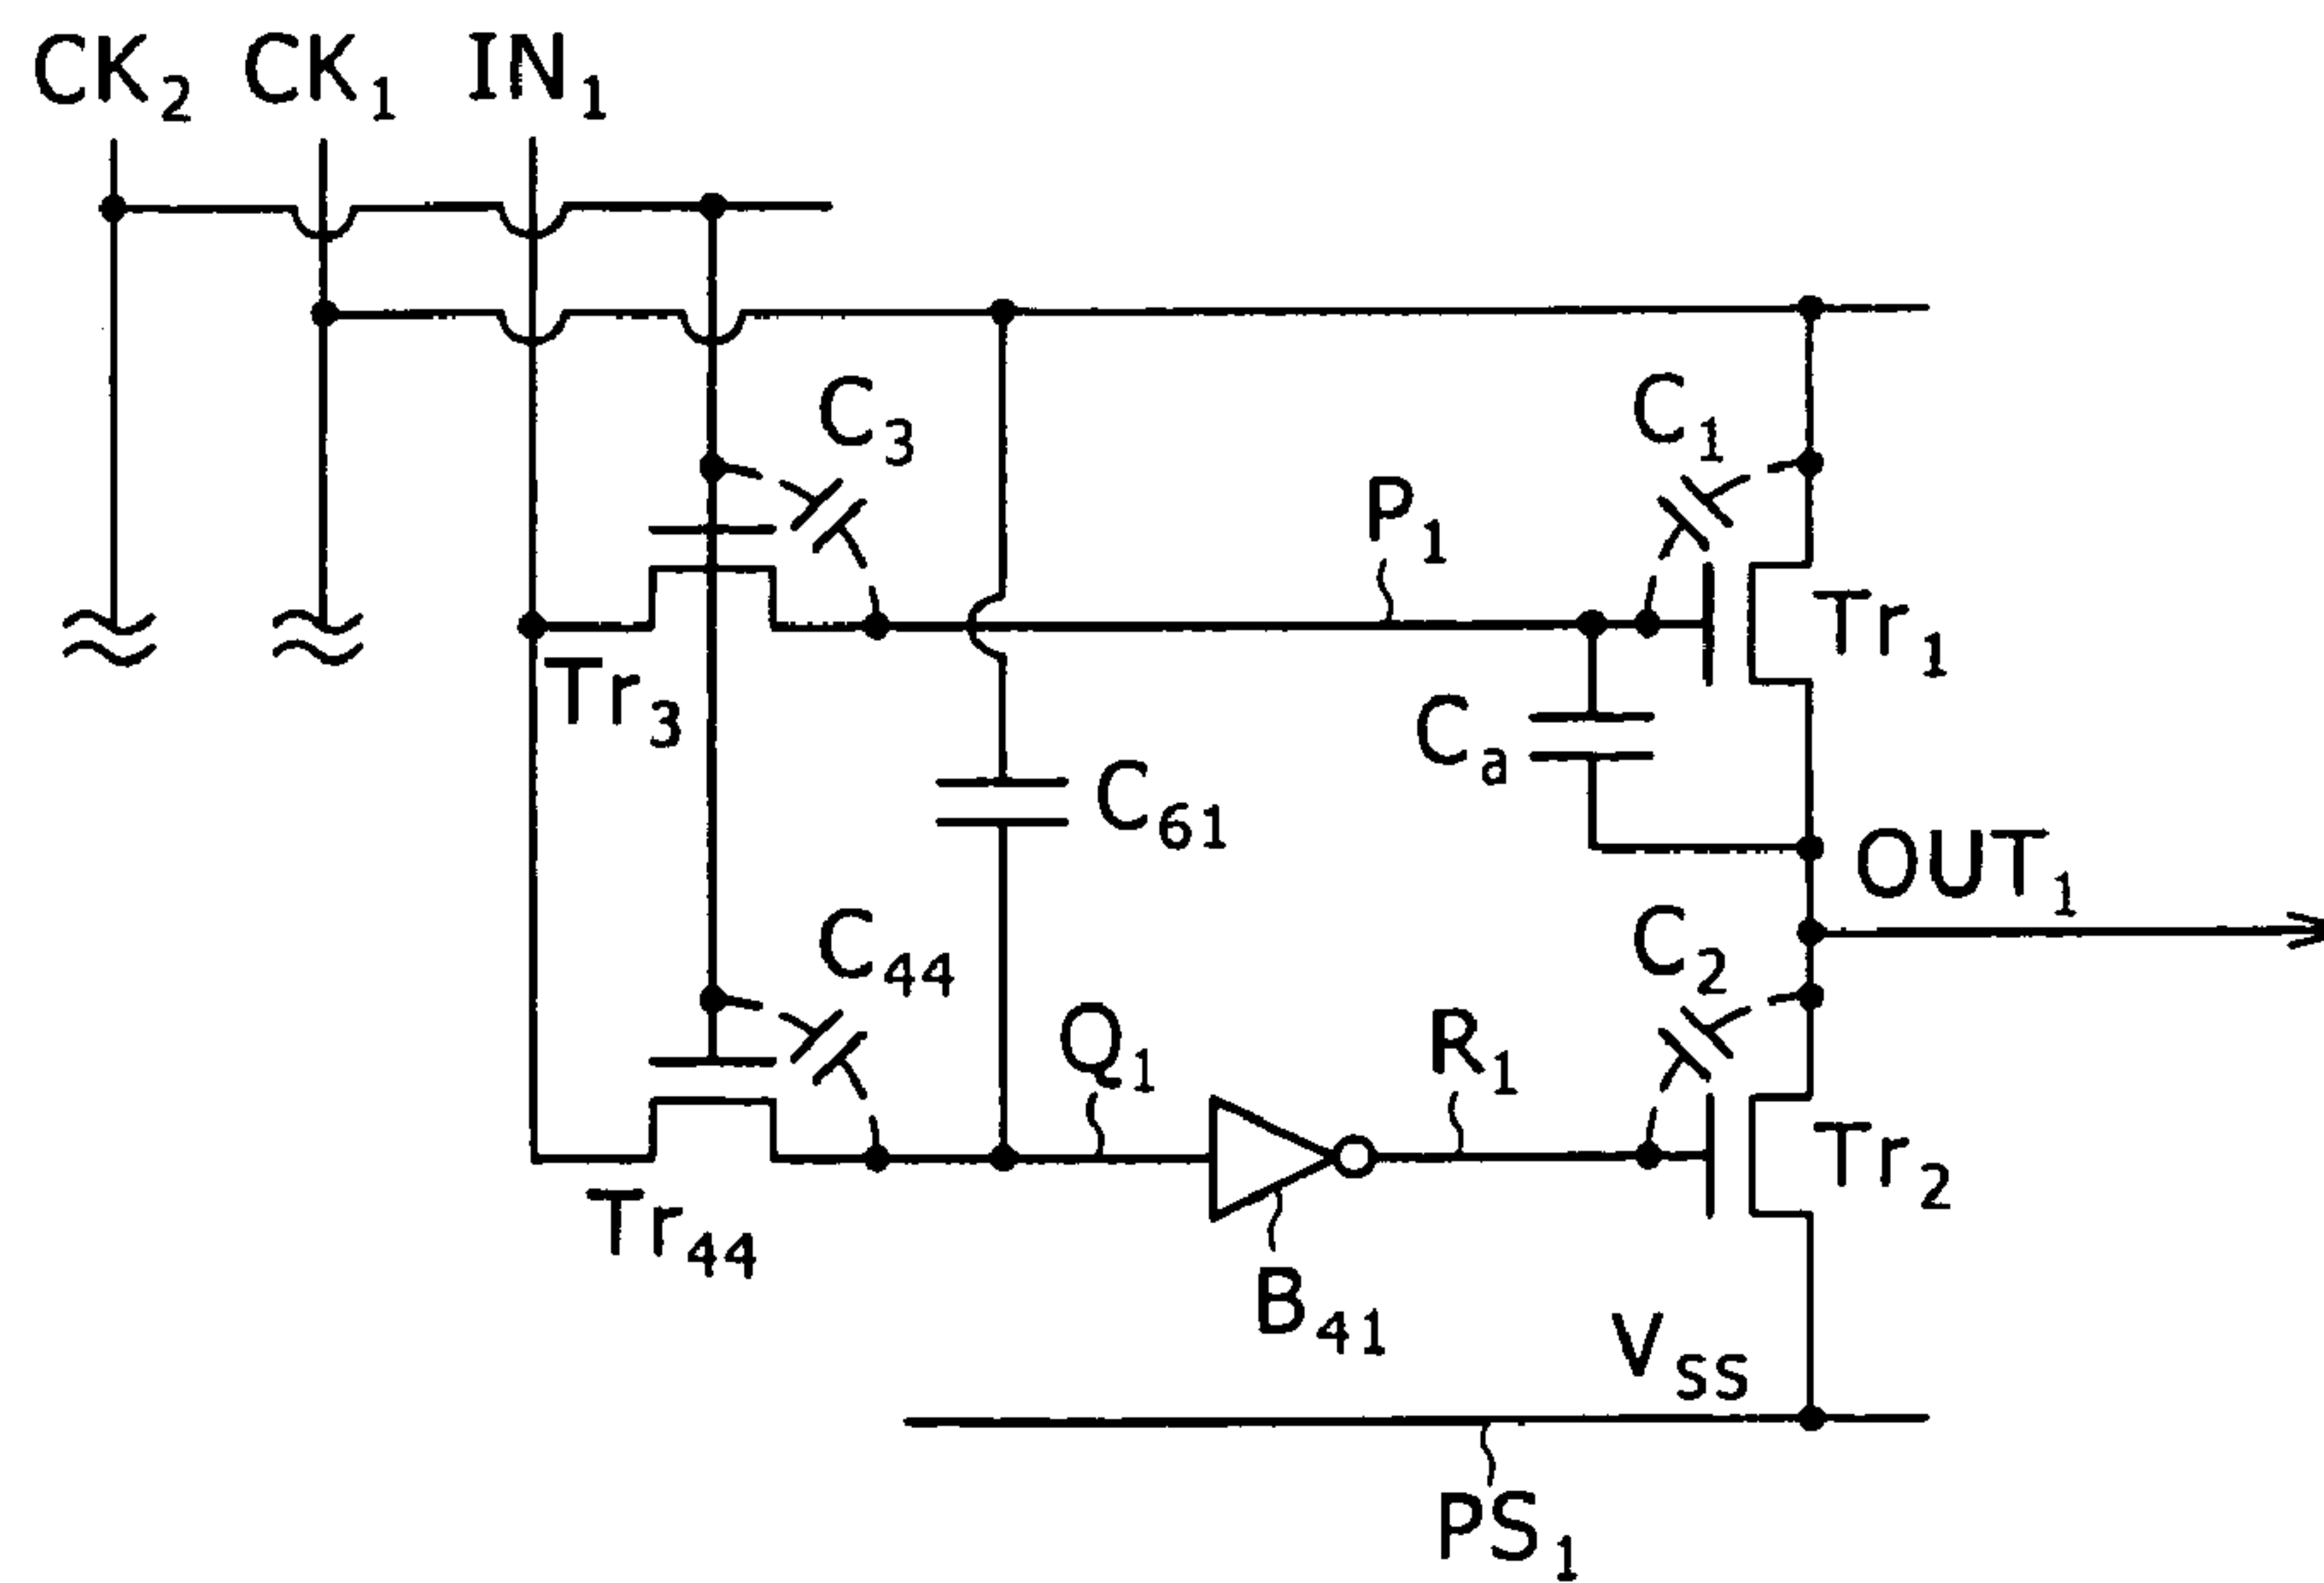 CK2 CK1 IN1
C3 C1
P1
Tr1
Tr3
Ca
C61
OUT1
C44 C2
Q1 R1
Tr2
Tr44
B41
VSS
PS1